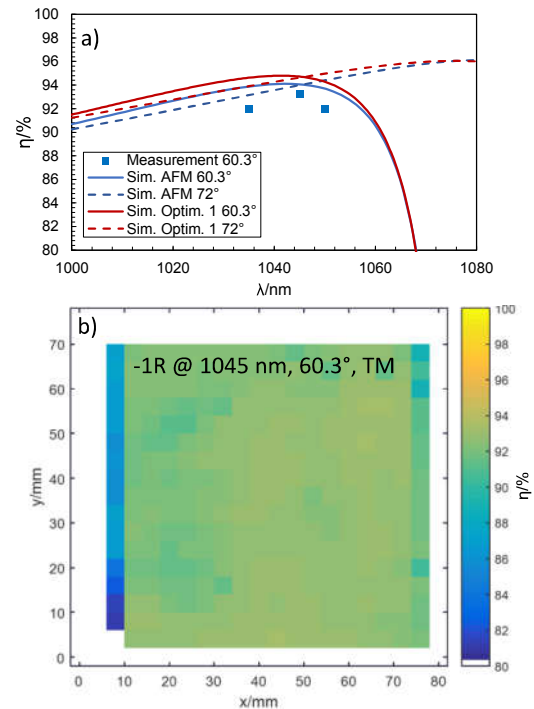 a)
η/%
100
98
96
94
92
90
88
86
84
82
80
Measurement 60.3°
Sim. AFM 60.3°
Sim. AFM 72°
Sim. Optim. 1 60.3°
Sim. Optim. 1 72°
1000 1020 1040 1060 1080
λ/nm
b)
-1R @ 1045 nm, 60.3°, TM
y/mm
70
60
50
40
30
20
10
0
0 10 20 30 40 50 60 70 80
x/mm
100
98
96
94
92
90
88
86
84
82
80
η/%